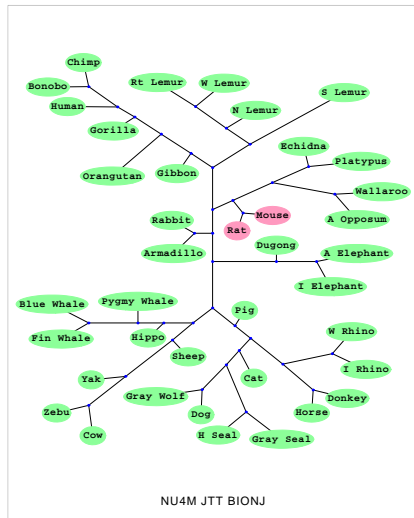 Chimp
Rt Lemur
W Lemur
S Lemur
Bonobo
Human
N Lemur
Gorilla
Echidna
Platypus
Orangutan
Gibbon
Wallaroo
Rabbit
Mouse
A Opposum
Rat
Armadillo
Dugong
A Elephant
I Elephant
Blue Whale
Pygmy Whale
Pig
Fin Whale
Hippo
W Rhino
Sheep
I Rhino
Yak
Cat
Gray Wolf
Donkey
Zebu
Dog
Horse
Cow
H Seal
Gray Seal
NU4M JTT BIONJ